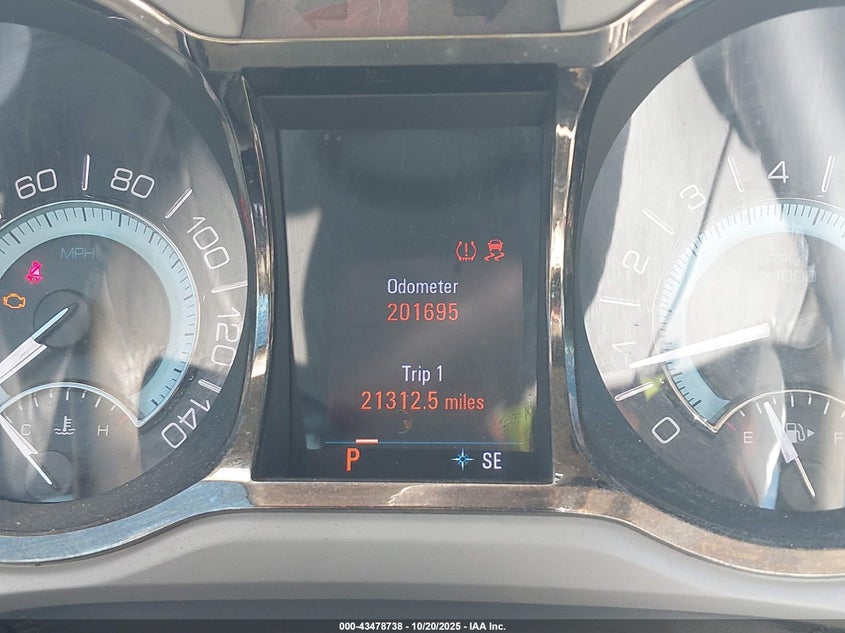 60
80
100
120
140
MPH
C
H
Odometer
201695
Trip 1
21312.5 miles
P
SE
0
1
2
3
4
RPM
X1000
E
F
000-43478738 - 10/20/2025 - IAA Inc.